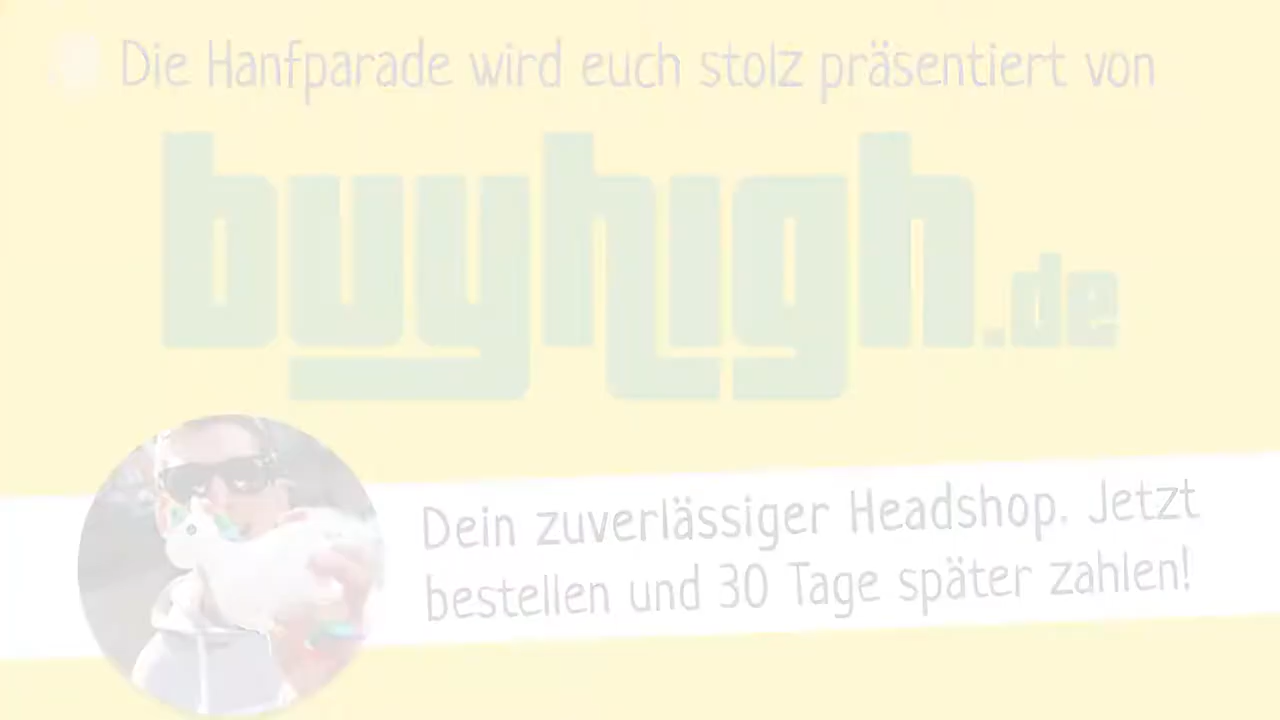 Die Hanfparade wird euch stolz präsentiert von
buyhigh.de
Dein zuverlässiger Headshop. Jetzt
bestellen und 30 Tage später zahlen!